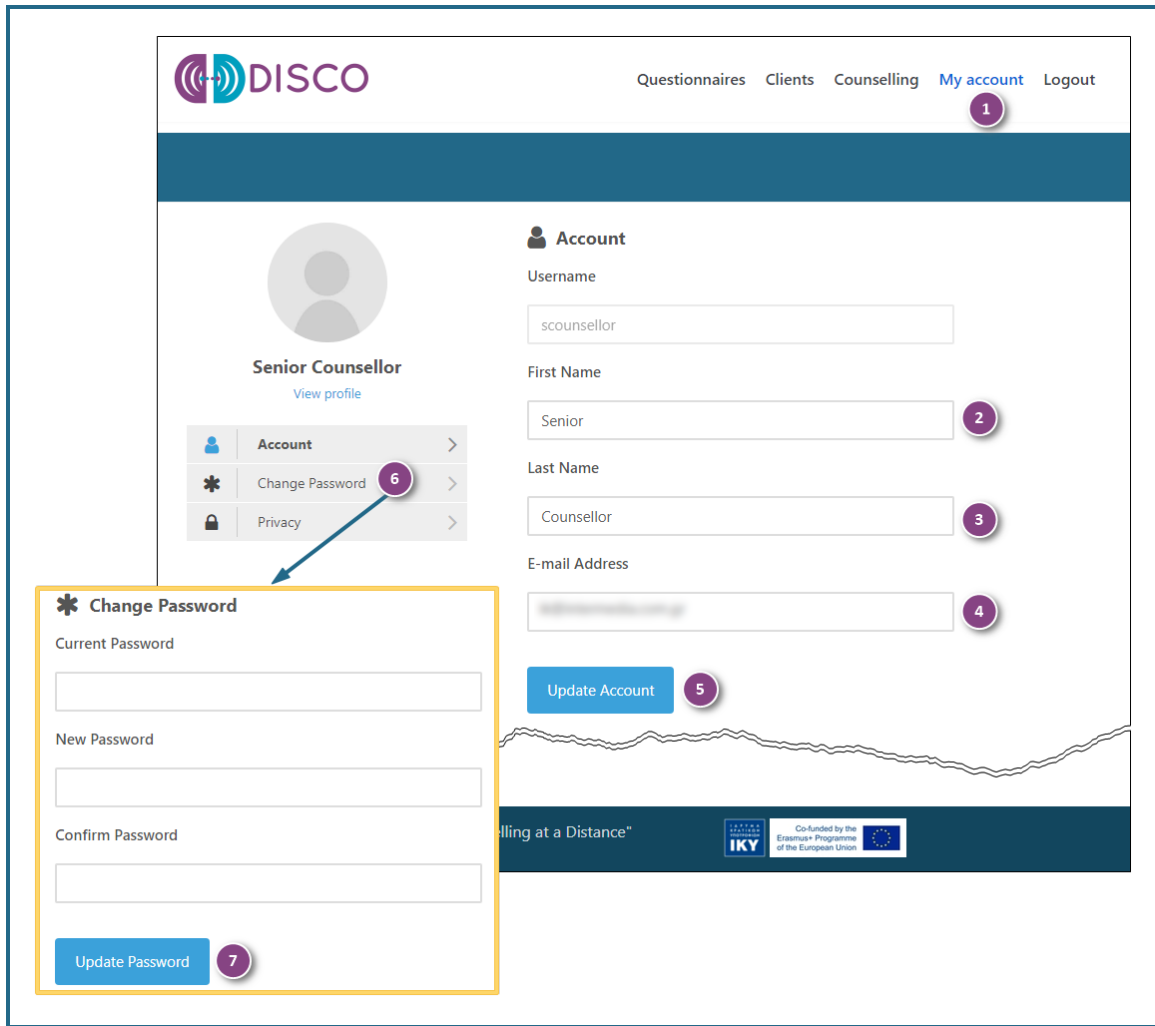 DISCO
Questionnaires Clients Counselling My account Logout
1
Account
Username
scounsellor
Senior Counsellor
View profile
First Name
Senior
2
Account
Change Password
6
Privacy
Last Name
Counsellor
3
E-mail Address
4
Update Account
5
Change Password
Current Password
New Password
Confirm Password
Update Password
7
lling at a Distance"
IKY
Co-funded by the
Erasmus+ Programme
of the European Union